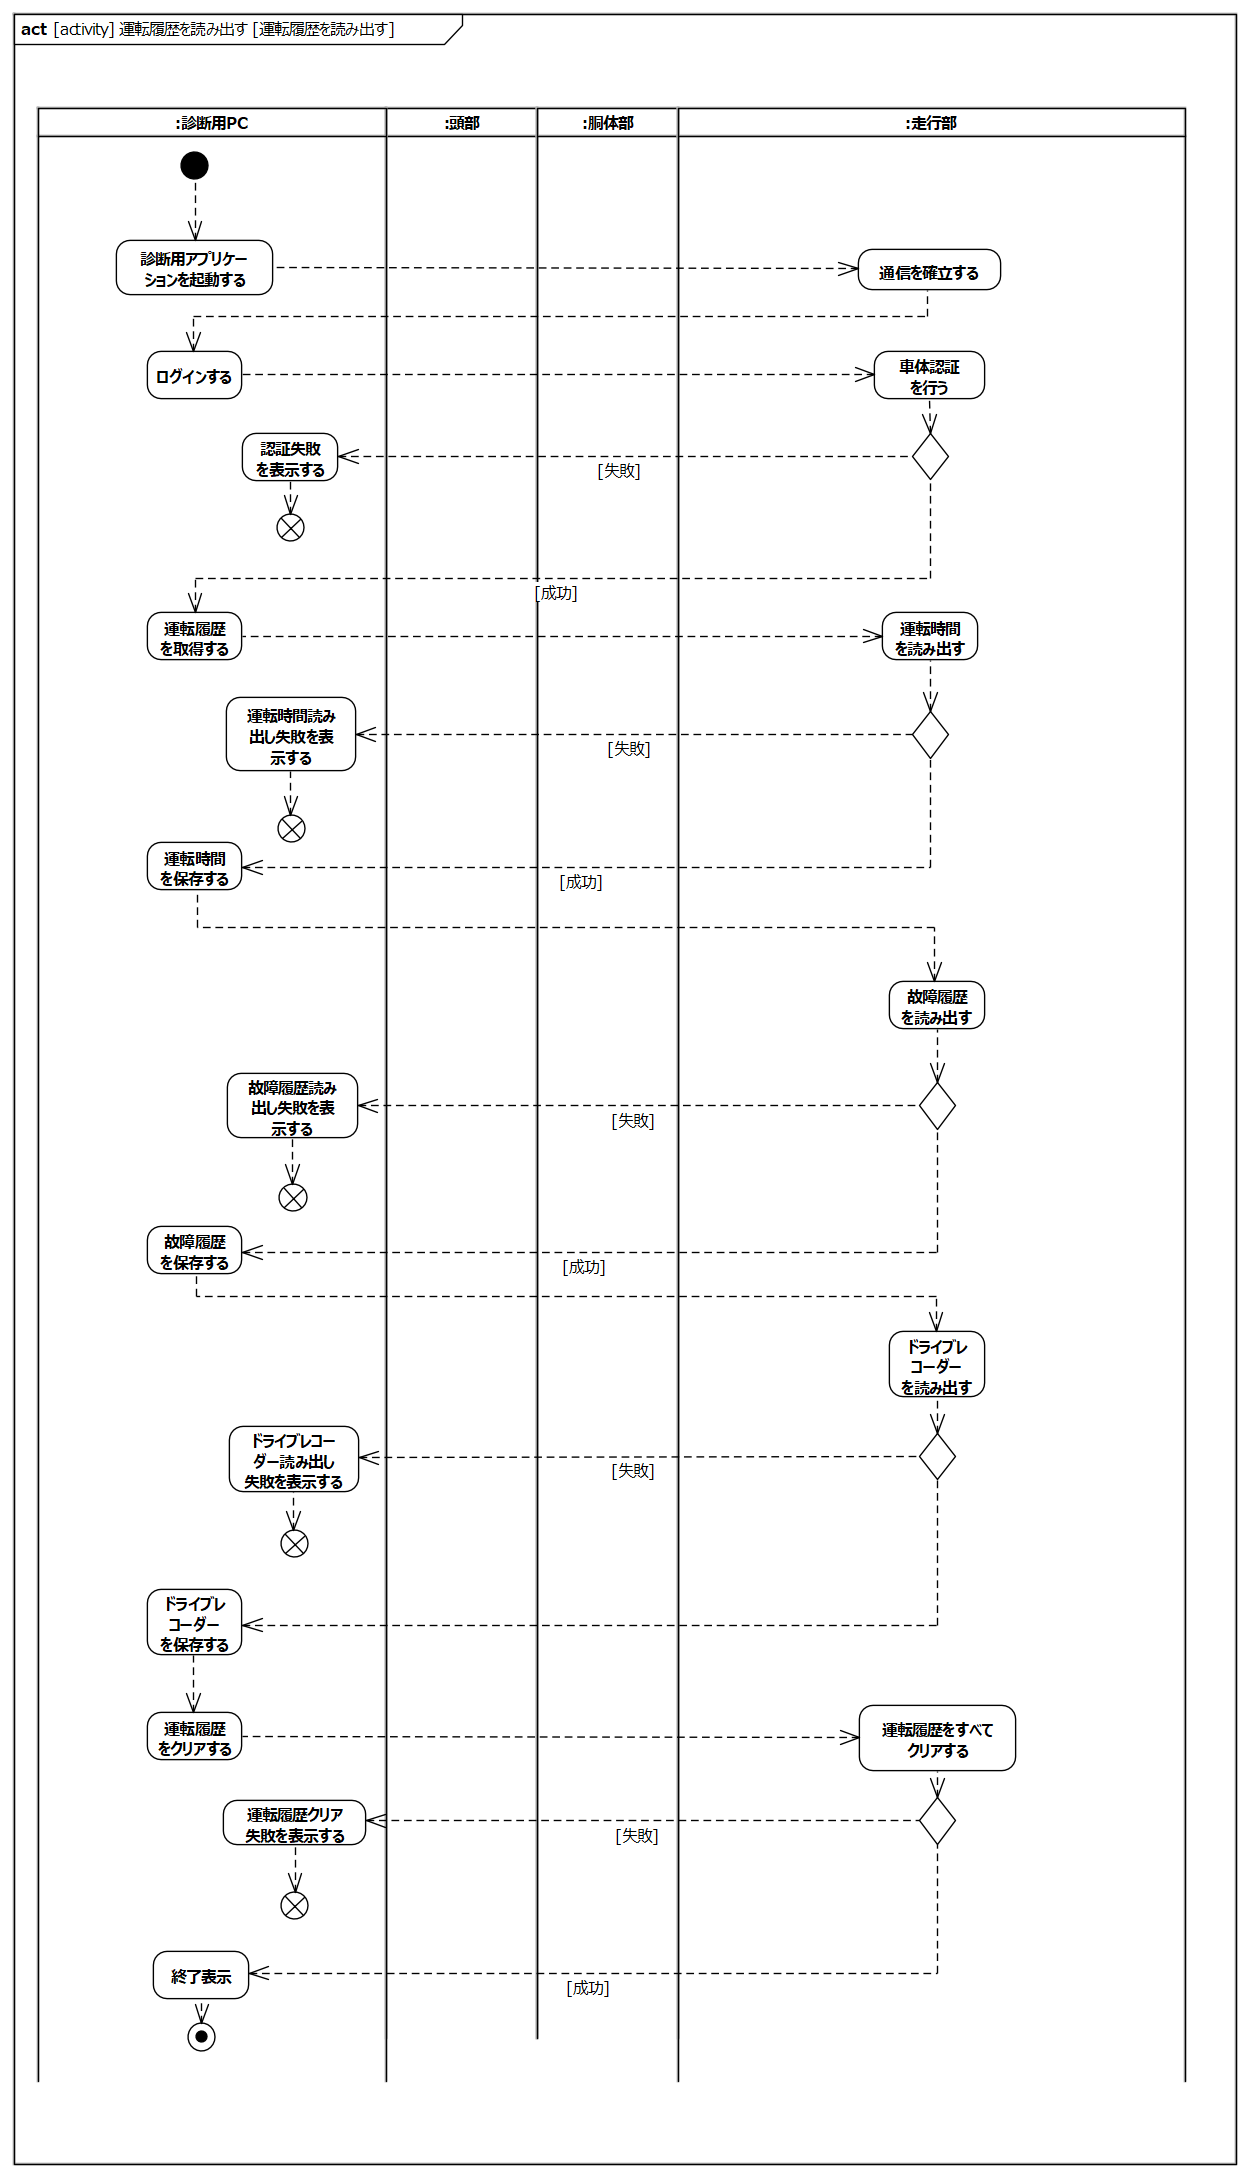 act [activity] 運転履歴を読み出す [運転履歴を読み出す]
:診断用PC
:頭部
:胴体部
:走行部
診断用アプリケー
ションを起動する
通信を確立する
ログインする
車体認証
を行う
認証失敗
を表示する
[失敗]
[成功]
運転履歴
を取得する
運転時間
を読み出す
運転時間読み
出し失敗を表
示する
[失敗]
運転時間
を保存する
[成功]
故障履歴
を読み出す
故障履歴読み
出し失敗を表
示する
[失敗]
故障履歴
を保存する
[成功]
ドライブレ
コーダー
を読み出す
ドライブレコー
ダー読み出し
失敗を表示する
[失敗]
ドライブレ
コーダー
を保存する
運転履歴
をクリアする
運転履歴をすべて
クリアする
運転履歴クリア
失敗を表示する
[失敗]
終了表示
[成功]